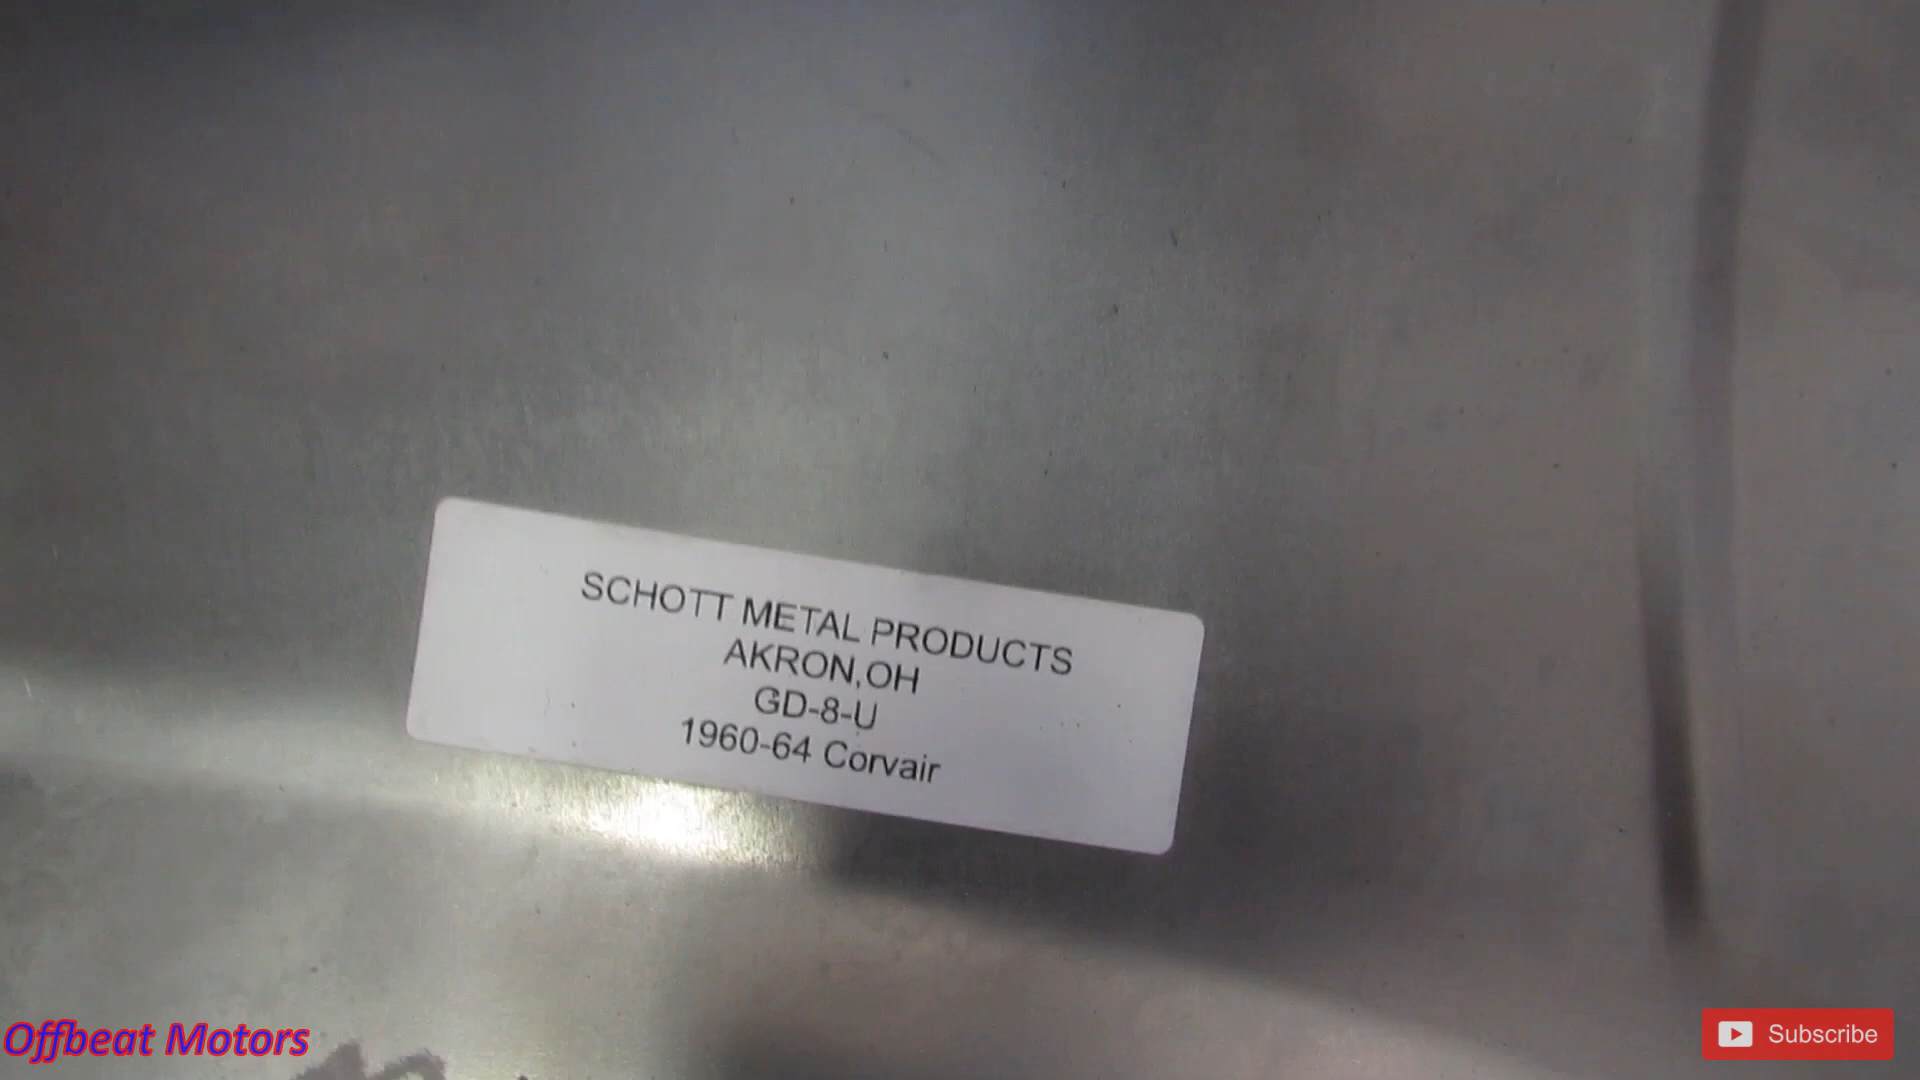 SCHOTT METAL PRODUCTS
AKRON,OH
GD-8-U
1960-64 Corvair
Offbeat Motors
Subscribe